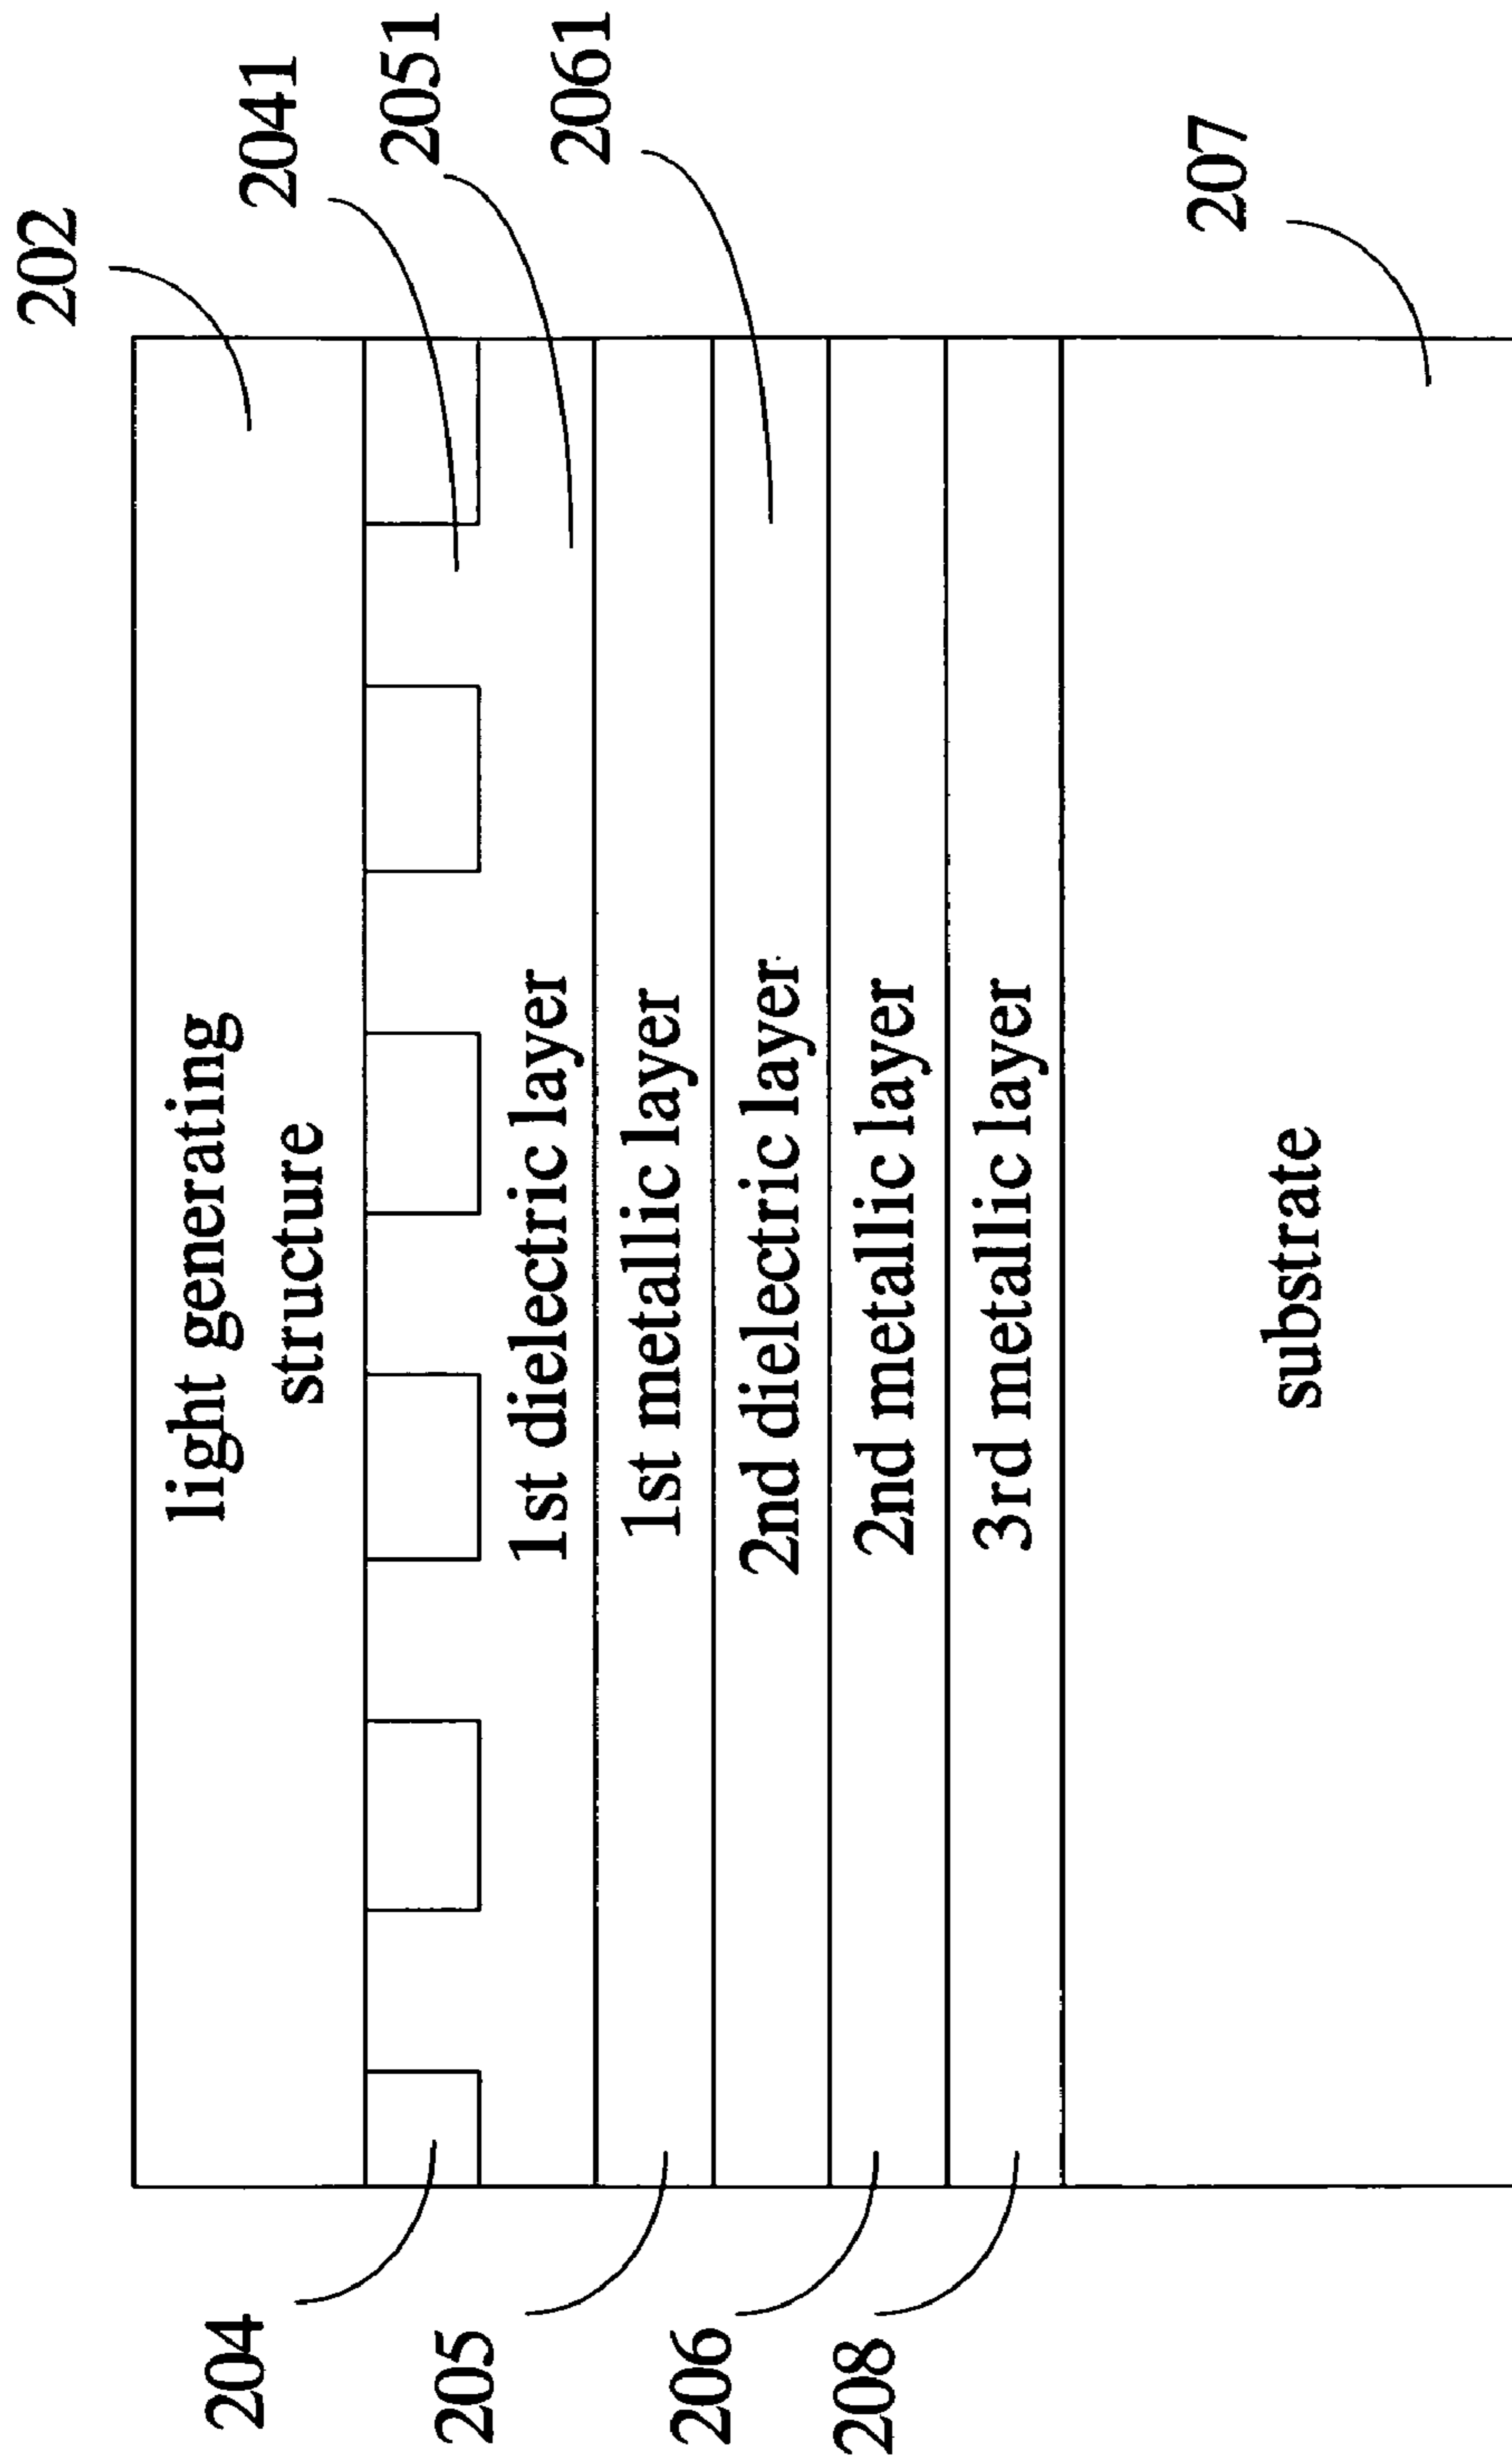 202
2041
2051
2061
207
light generating
structure
1st dielectric layer
1st metallic layer
2nd dielectric layer
2nd metallic layer
3rd metallic layer
substrate
204
205
206
208